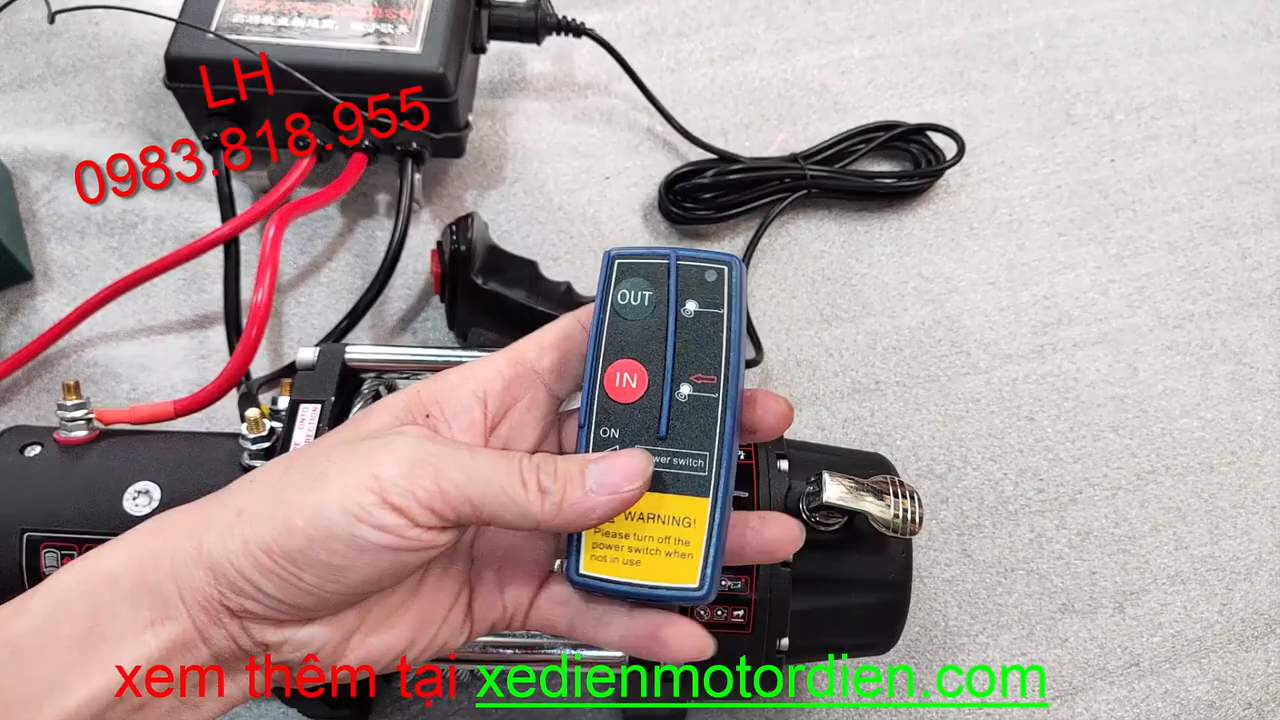 LH
0983.818.955
OUT
IN
ON
power switch
WARNING!
Please turn off the
power switch when
not in use
xem thêm tại xedienmotordien.com